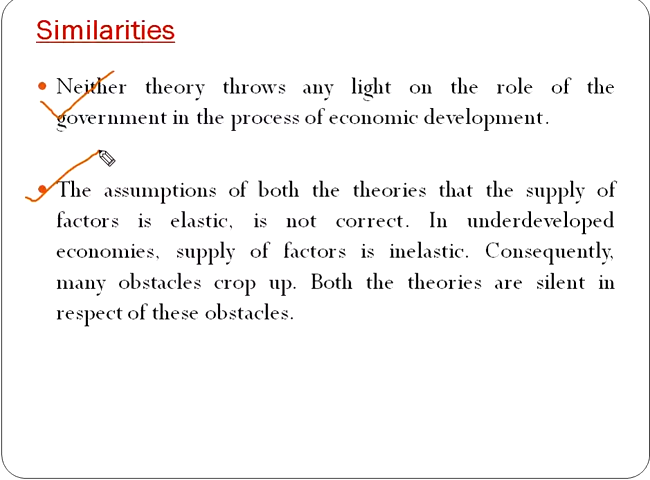 Similarities
• Neither theory throws any light on the role of the
government in the process of economic development.
• The assumptions of both the theories that the supply of
factors is elastic, is not correct. In underdeveloped
economies, supply of factors is inelastic. Consequently,
many obstacles crop up. Both the theories are silent in
respect of these obstacles.